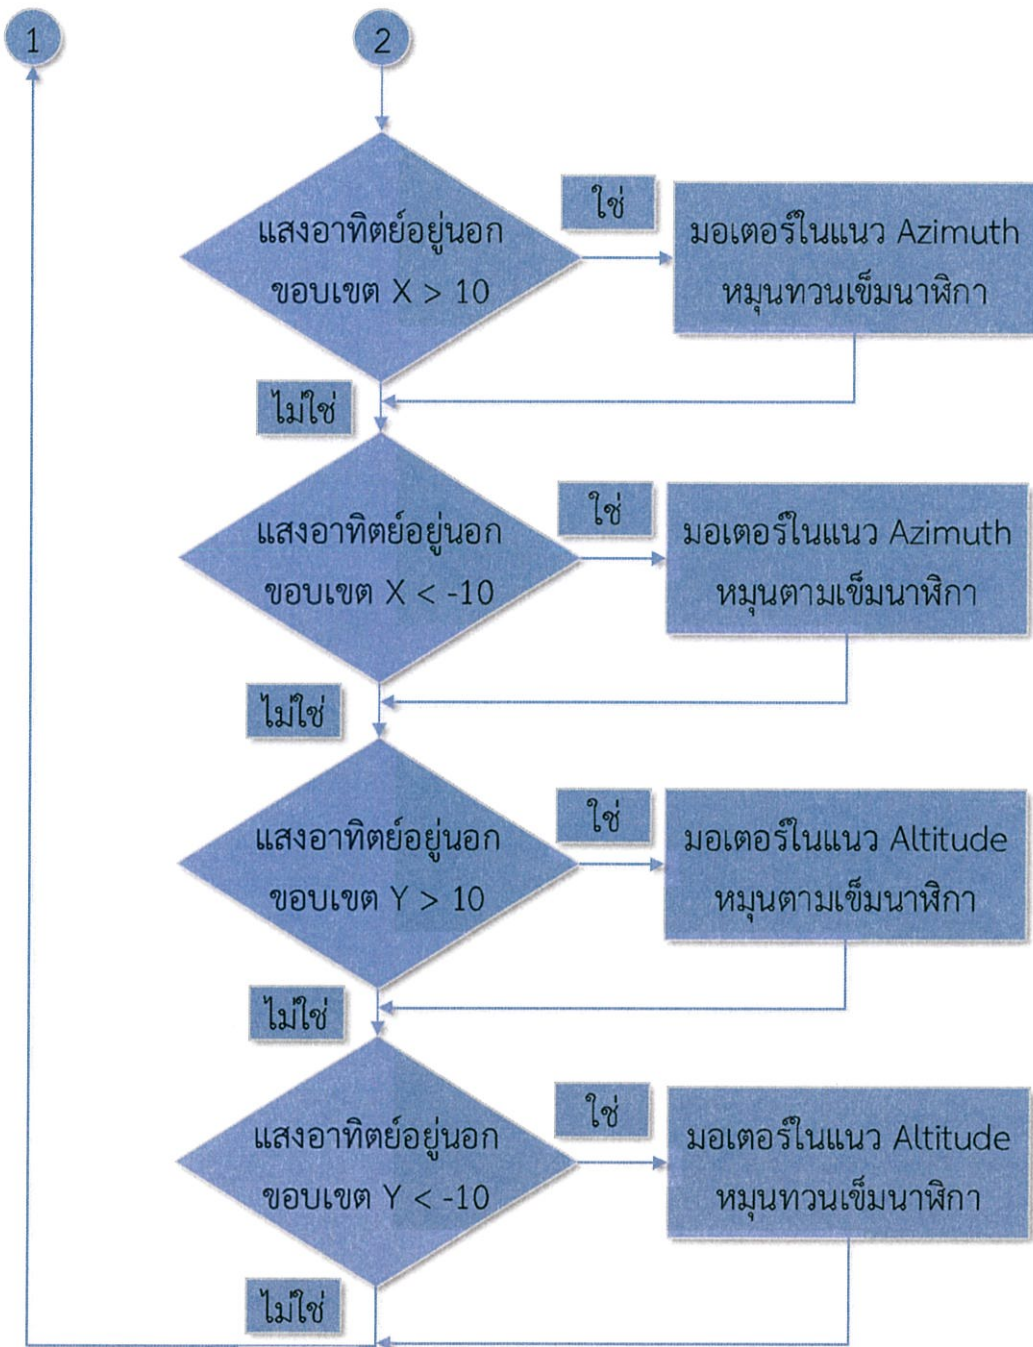 1
2
แสงอาทิตย์อยู่นอก
ขอบเขต X > 10
ใช่
มอเตอร์ในแนว Azimuth
หมุนทวนเข็มนาฬิกา
ไม่ใช่
แสงอาทิตย์อยู่นอก
ขอบเขต X < -10
ใช่
มอเตอร์ในแนว Azimuth
หมุนตามเข็มนาฬิกา
ไม่ใช่
แสงอาทิตย์อยู่นอก
ขอบเขต Y > 10
ใช่
มอเตอร์ในแนว Altitude
หมุนตามเข็มนาฬิกา
ไม่ใช่
แสงอาทิตย์อยู่นอก
ขอบเขต Y < -10
ใช่
มอเตอร์ในแนว Altitude
หมุนทวนเข็มนาฬิกา
ไม่ใช่